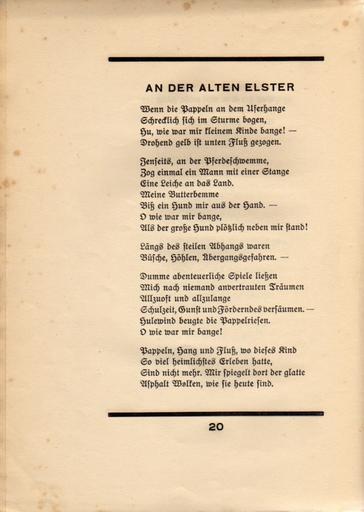 AN DER ALTEN ELSTER
Wenn die Pappeln an dem Uferhange
Schrecklich sich im Sturme bogen,
Hu, wie war mir kleinem Kinde bange! —
Drohend gelb ist unten Fluß gezogen.
Jenseits, an der Pferdeschwemme,
Zog einmal ein Mann mit einer Stange
Eine Leiche an das Land.
Meine Butterbemme
Biß ein Hund mir aus der Hand. —
O wie war mir bange,
Als der große Hund plötzlich neben mir stand!
Längs des steilen Abhangs waren
Büsche, Höhlen, Übergangsgefahren. —
Dumme abenteuerliche Spiele ließen
Mich nach niemand anvertrauten Träumen
Allzuoft und allzulange
Schulzeit, Gunst und Förderndes versäumen. —
Hulewind beugte die Pappelriesen.
O wie war mir bange!
Pappeln, Hang und Fluß, wo dieses Kind
So viel heimlichstes Erleben hatte,
Sind nicht mehr. Mir spiegelt dort der glatte
Asphalt Wolken, wie sie heute sind.
20